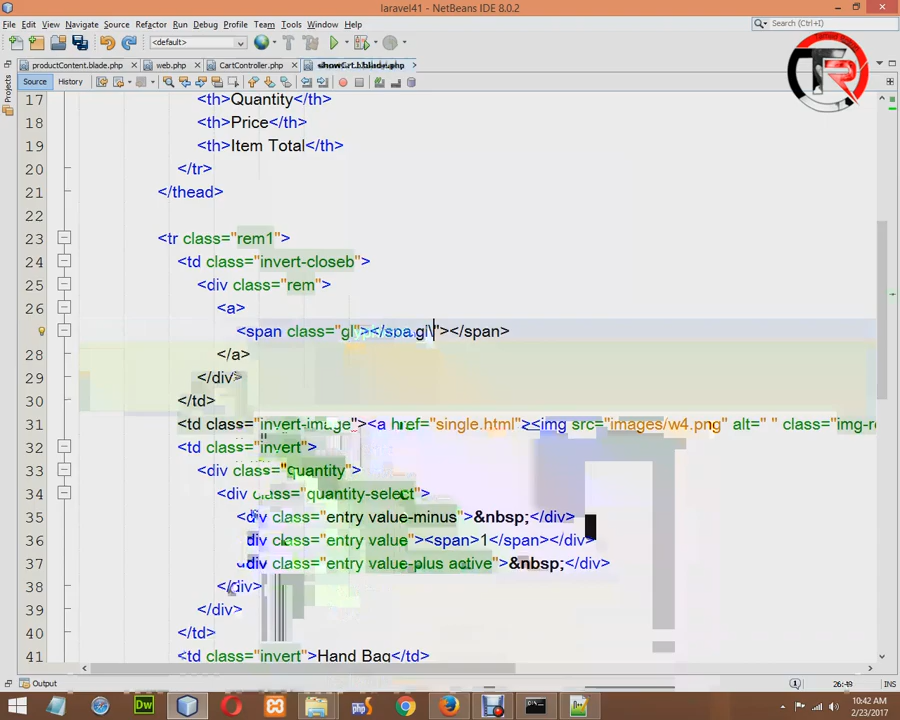 laravel41 - NetBeans IDE 8.0.2
File Edit View Navigate Source Refactor Run Debug Profile Team Tools Window Help
<default>
Search (Ctrl+I)
productContent.blade.php web.php CartController.php
Source History
Projects
17 <th>Quantity</th>
18 <th>Price</th>
19 <th>Item Total</th>
20 </tr>
21 </thead>
22
23 <tr class="rem1">
24 <td class="invert-closeb">
25 <div class="rem">
26 <a>
<span class="gl
"></span>
28 </a>
29 </div>
30 </td>
31 <td class="invert-image"><a href="single.html"><img src="images/w4.png" alt=" " class="img-r
32 <td class="invert">
33 <div class="quantity">
34 <div class="quantity-select">
35 <div class="entry value-minus">&nbsp;</div>
36 div class="entry value"><span>1</span></div>
37 div class="entry value-plus active">&nbsp;</div>
38 </div>
39 </div>
40 </td>
41 <td class="invert">Hand Bag</td>
Output
26:49
INS
10:42 AM
2/23/2017